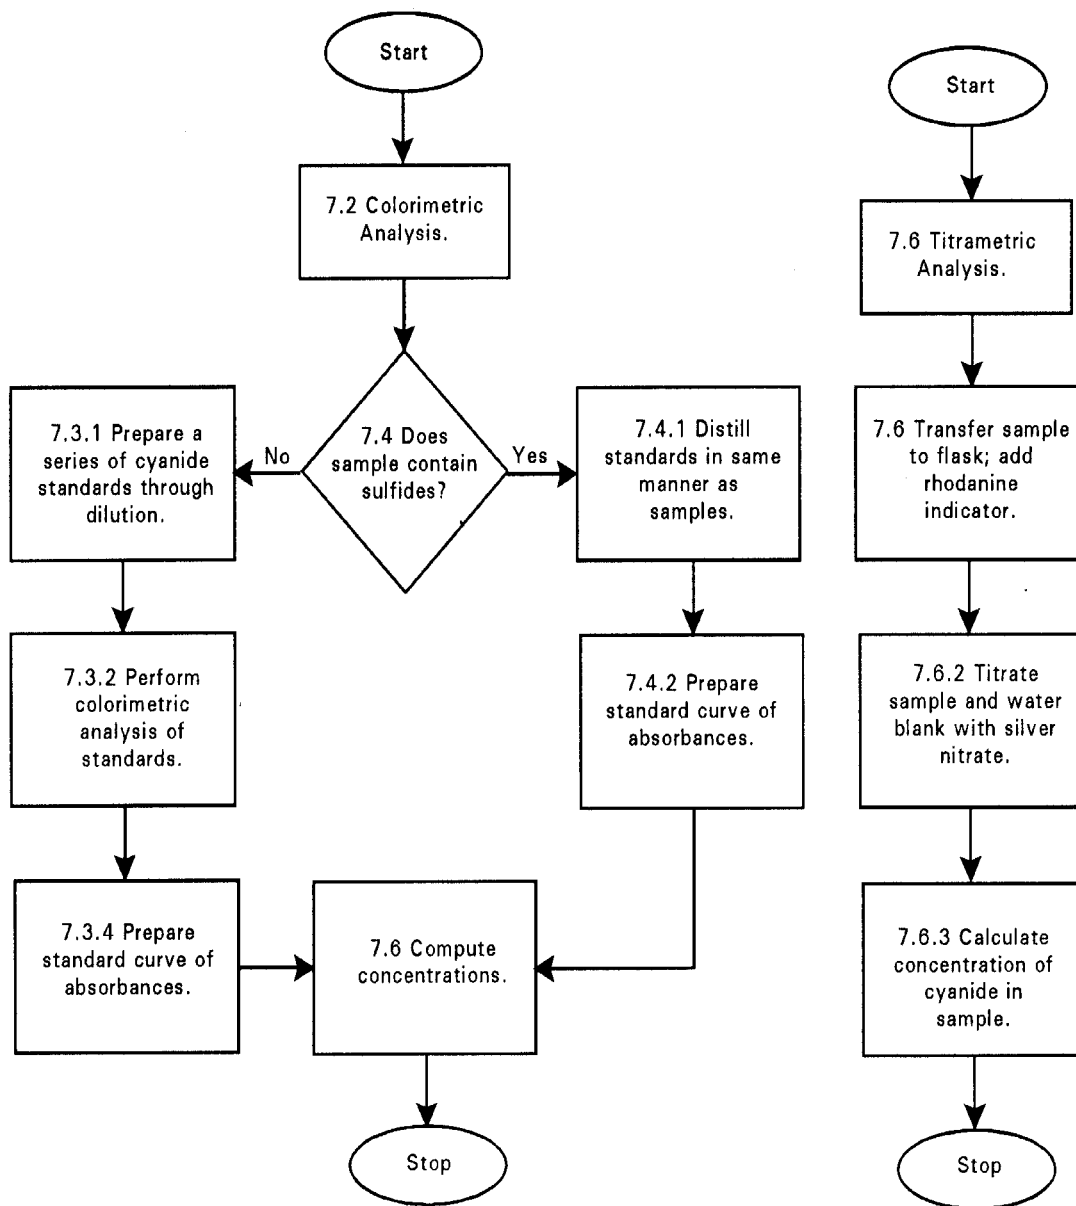 Start
7.2 Colorimetric
Analysis.
7.4 Does
sample contain
sulfides?
No
Yes
7.3.1 Prepare a
series of cyanide
standards through
dilution.
7.3.2 Perform
colorimetric
analysis of
standards.
7.3.4 Prepare
standard curve of
absorbances.
7.4.1 Distill
standards in same
manner as
samples.
7.4.2 Prepare
standard curve of
absorbances.
7.6 Compute
concentrations.
Stop
Start
7.6 Titrametric
Analysis.
7.6 Transfer sample
to flask; add
rhodanine
indicator.
7.6.2 Titrate
sample and water
blank with silver
nitrate.
7.6.3 Calculate
concentration of
cyanide in
sample.
Stop